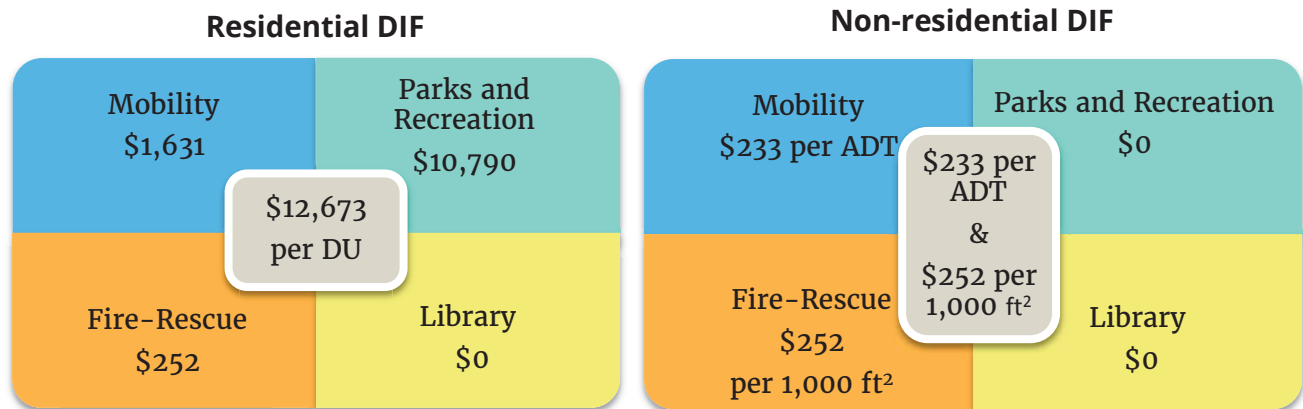 Residential DIF
Mobility
$1,631
Parks and
Recreation
$10,790
$12,673
per DU
Fire-Rescue
$252
Library
$0
Non-residential DIF
Mobility
$233 per ADT
Parks and Recreation
$0
$233 per
ADT
&
$252 per
1,000 ft²
Fire-Rescue
$252
per 1,000 ft²
Library
$0